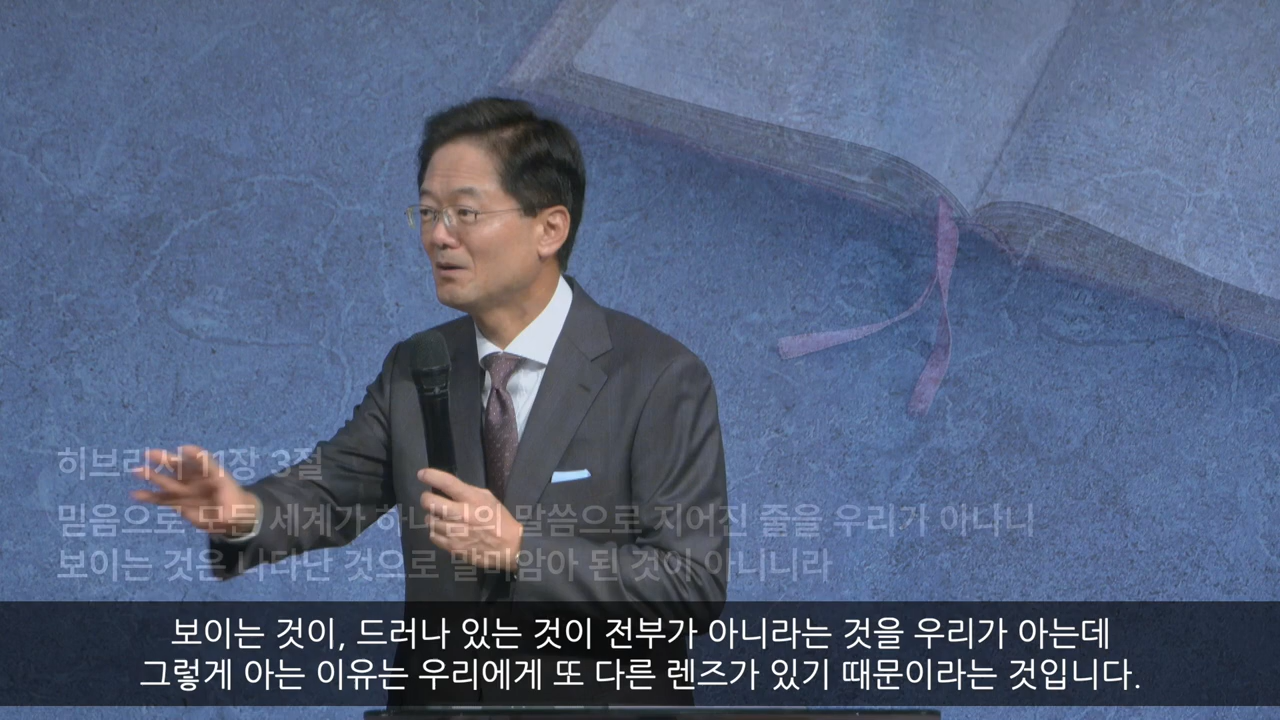 히브리서 11장 3절
믿음으로 모든 세계가 하나님의 말씀으로 지어진 줄을 우리가 아나니
보이는 것은 나타난 것으로 말미암아 된 것이 아니니라
보이는 것이, 드러나 있는 것이 전부가 아니라는 것을 우리가 아는데
그렇게 아는 이유는 우리에게 또 다른 렌즈가 있기 때문이라는 것입니다.